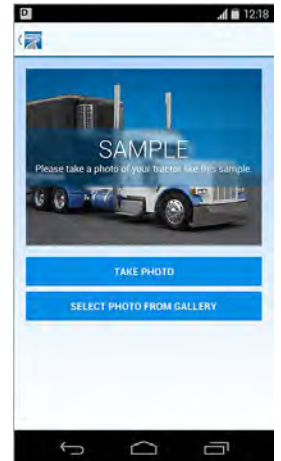 12:18
SAMPLE
Please take a photo of your tractor like this sample.
TAKE PHOTO
SELECT PHOTO FROM GALLERY